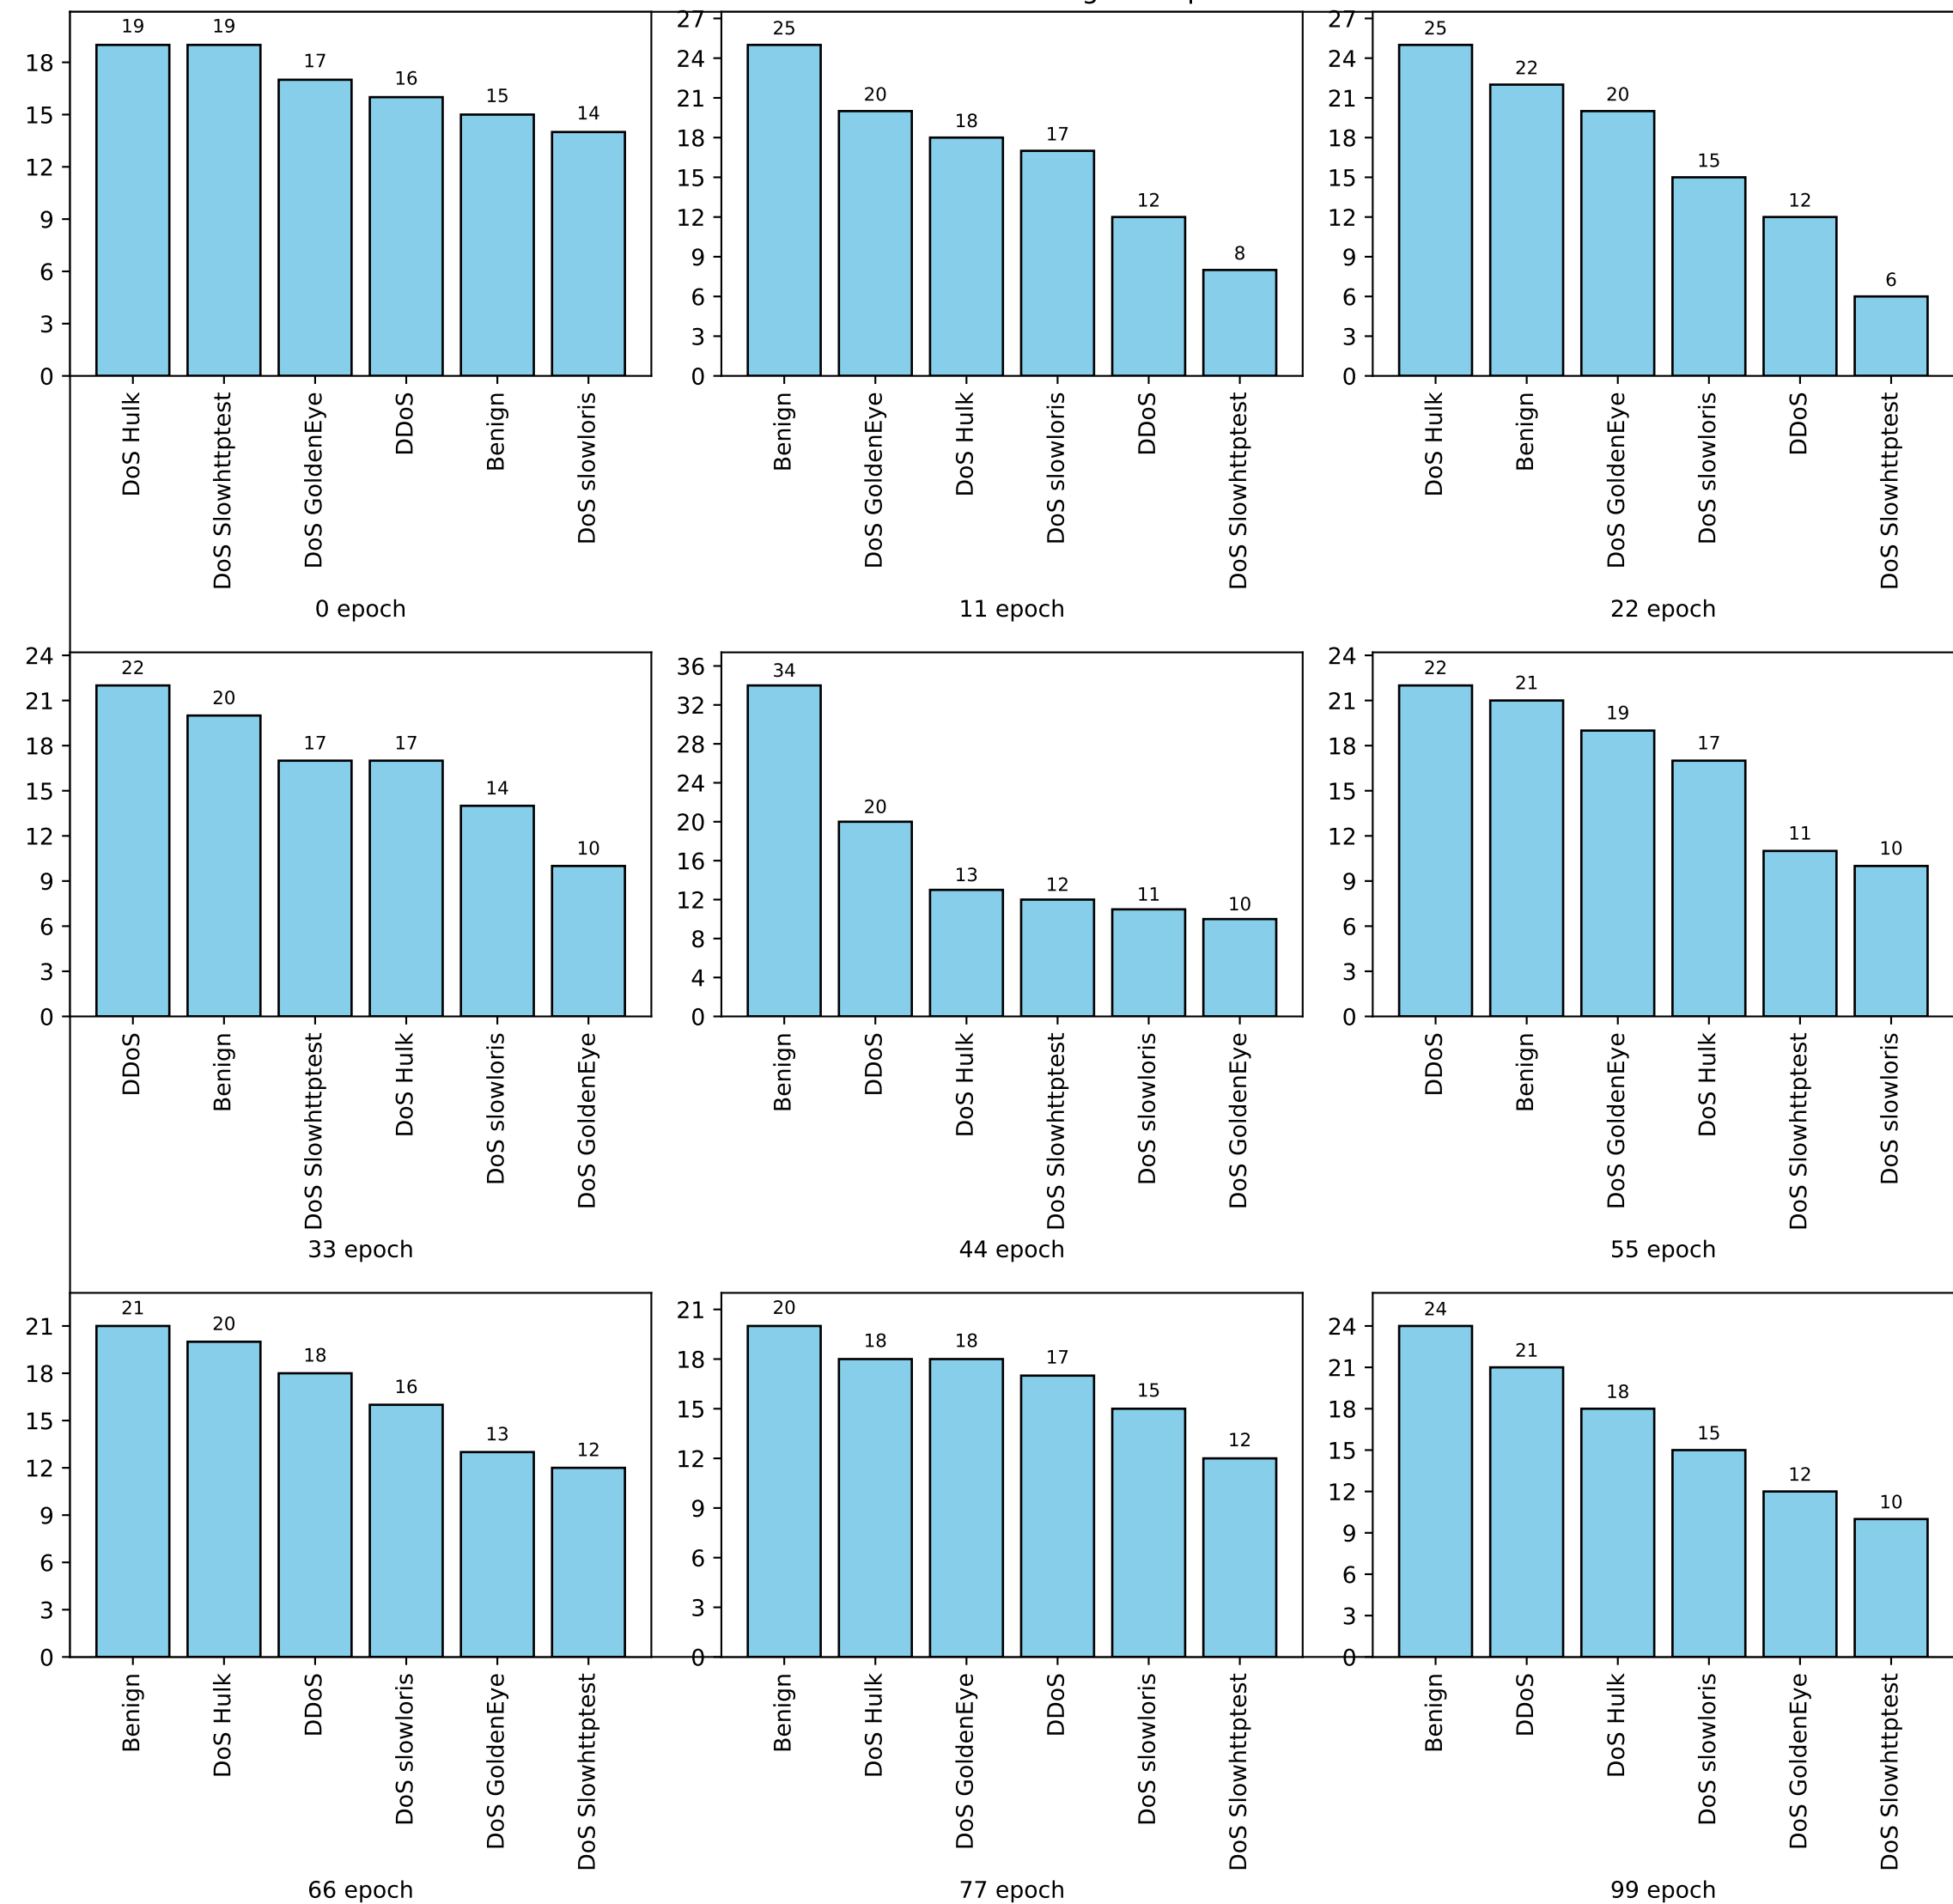 18
15
12
9
6
3
0
19
19
17
16
15
14
DoS Hulk
DoS Slowhttptest
DoS GoldenEye
DDoS
Benign
DoS slowloris
0 epoch
27
24
21
18
15
12
9
6
3
0
25
20
18
17
12
8
Benign
DoS GoldenEye
DoS Hulk
DoS slowloris
DDoS
DoS Slowhttptest
11 epoch
27
24
21
18
15
12
9
6
3
0
25
22
20
15
12
6
DoS Hulk
Benign
DoS GoldenEye
DoS slowloris
DDoS
DoS Slowhttptest
22 epoch
24
21
18
15
12
9
6
3
0
22
20
17
17
14
10
DDoS
Benign
DoS Slowhttptest
DoS Hulk
DoS slowloris
DoS GoldenEye
33 epoch
36
32
28
24
20
16
12
8
4
0
34
20
13
12
11
10
Benign
DDoS
DoS Hulk
DoS Slowhttptest
DoS slowloris
DoS GoldenEye
44 epoch
24
21
18
15
12
9
6
3
0
22
21
19
17
11
10
DDoS
Benign
DoS GoldenEye
DoS Hulk
DoS Slowhttptest
DoS slowloris
55 epoch
21
18
15
12
9
6
3
0
21
20
18
16
13
12
Benign
DoS Hulk
DDoS
DoS slowloris
DoS GoldenEye
DoS Slowhttptest
66 epoch
21
18
15
12
9
6
3
0
20
18
18
17
15
12
Benign
DoS Hulk
DoS GoldenEye
DDoS
DoS slowloris
DoS Slowhttptest
77 epoch
24
21
18
15
12
9
6
3
0
24
21
18
15
12
10
Benign
DDoS
DoS Hulk
DoS slowloris
DoS GoldenEye
DoS Slowhttptest
99 epoch